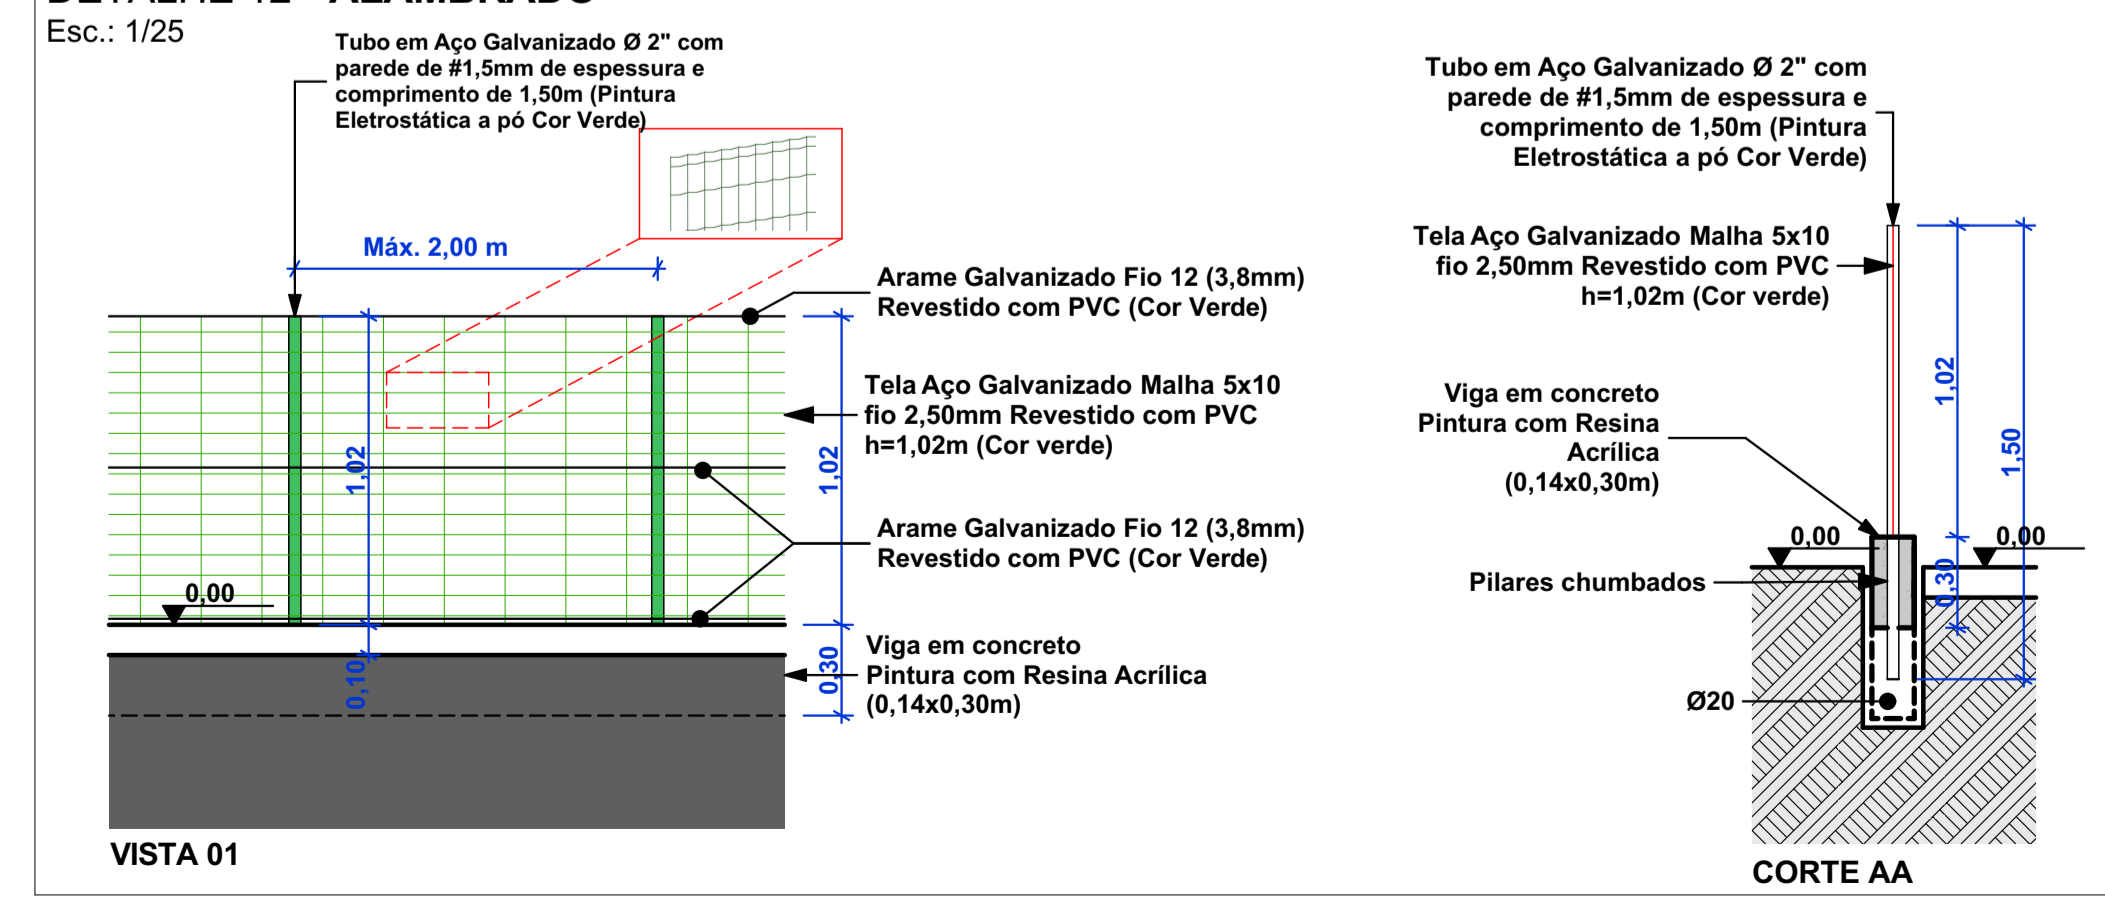 Esc.: 1/25
Tubo em Aço Galvanizado Ø 2" com
parede de #1,5mm de espessura e
comprimento de 1,50m (Pintura
Eletrostática a pó Cor Verde)
Máx. 2,00 m
Arame Galvanizado Fio 12 (3,8mm)
Revestido com PVC (Cor Verde)
Tela Aço Galvanizado Malha 5x10
fio 2,50mm Revestido com PVC
h=1,02m (Cor verde)
1,02
1,02
Arame Galvanizado Fio 12 (3,8mm)
Revestido com PVC (Cor Verde)
0,00
Viga em concreto
Pintura com Resina Acrílica
(0,14x0,30m)
0,10
0,30
VISTA 01
Tubo em Aço Galvanizado Ø 2" com
parede de #1,5mm de espessura e
comprimento de 1,50m (Pintura
Eletrostática a pó Cor Verde)
Tela Aço Galvanizado Malha 5x10
fio 2,50mm Revestido com PVC
h=1,02m (Cor verde)
1,02
1,50
Viga em concreto
Pintura com Resina
Acrílica
(0,14x0,30m)
0,00
0,00
Pilares chumbados
0,30
Ø20
CORTE AA